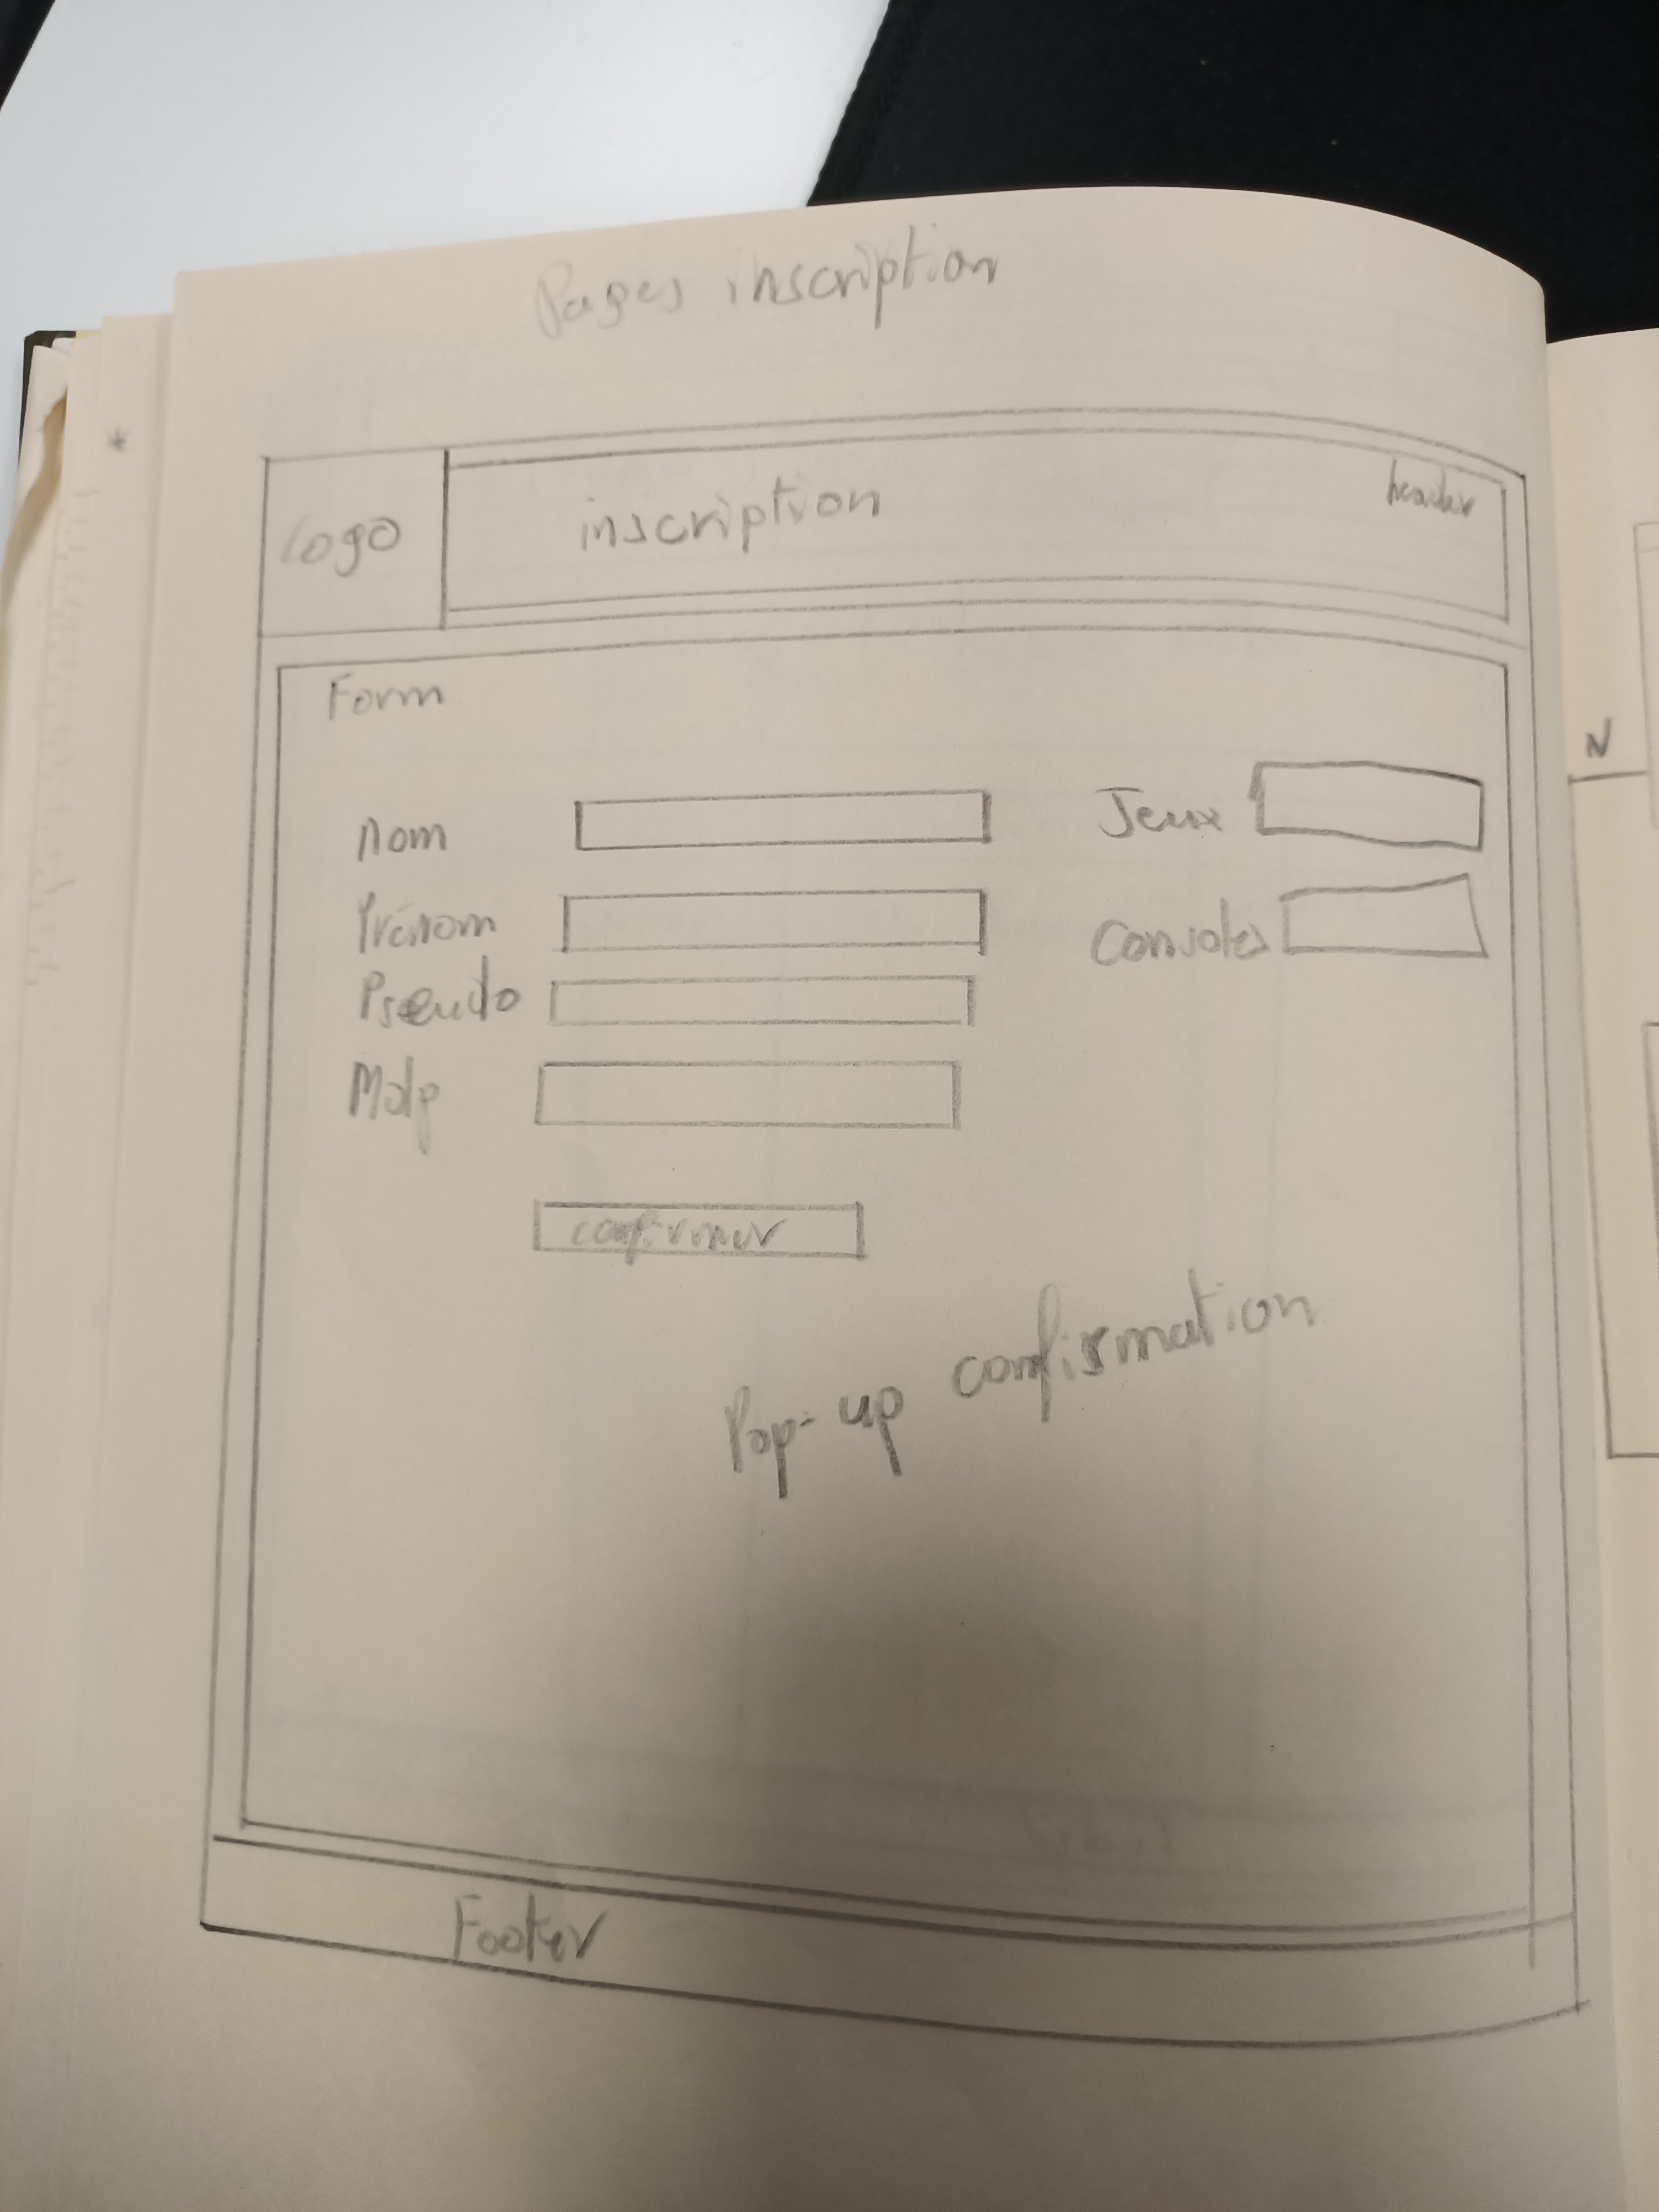 Pages inscription
Logo
inscription
header
Form
nom
Jeux
Prénom
Consoles
Pseudo
Mdp
confirmer
Pop-up confirmation
Footer
N